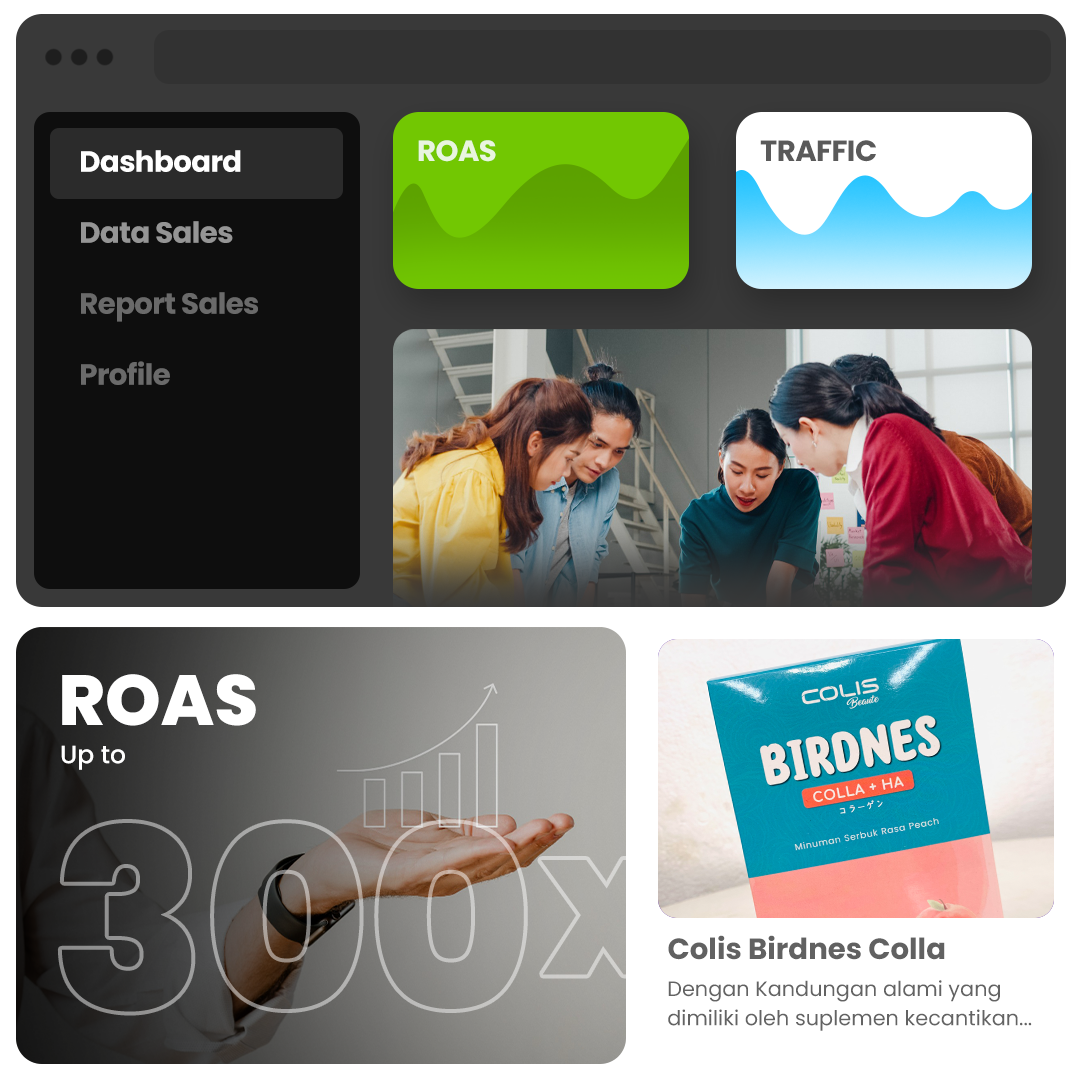 Dashboard
Data Sales
Report Sales
Profile
ROAS
TRAFFIC
ROAS
Up to
300x
COLIS
Beaute
BIRDNES
COLLA + HA
コラーゲン
Minuman Serbuk Rasa Peach
Colis Birdnes Colla
Dengan Kandungan alami yang
dimiliki oleh suplemen kecantikan...